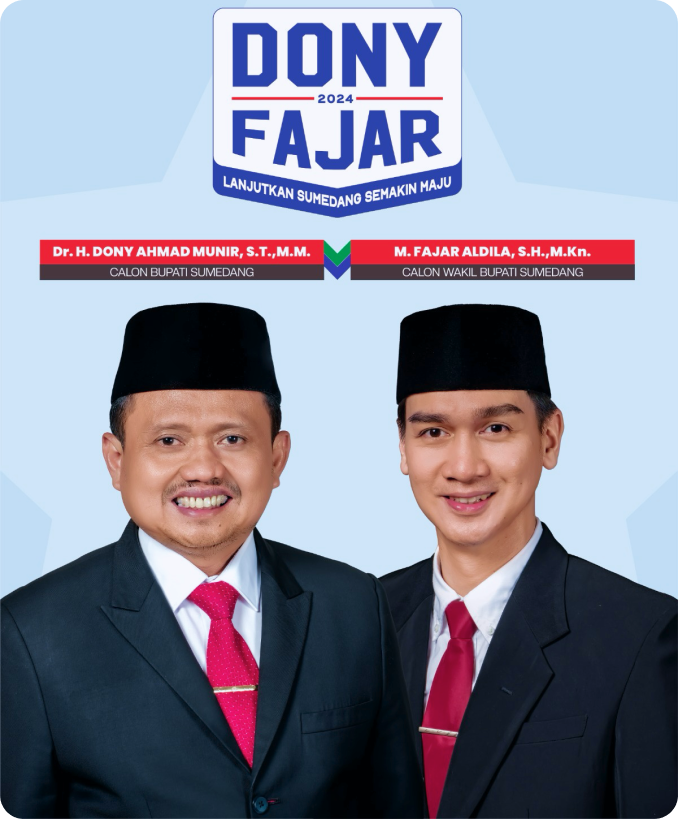 DONY
2024
FAJAR
LANJUTKAN SUMEDANG SEMAKIN MAJU
Dr. H. DONY AHMAD MUNIR, S.T.,M.M.
CALON BUPATI SUMEDANG
M. FAJAR ALDILA, S.H.,M.Kn.
CALON WAKIL BUPATI SUMEDANG